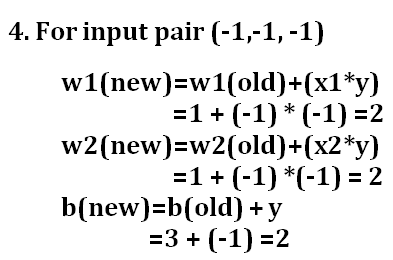 4. For input pair (-1,-1, -1)
w1(new)=w1(old)+(x1*y)
=1 + (-1) * (-1) =2
w2(new)=w2(old)+(x2*y)
=1 + (-1) *(-1) = 2
b(new)=b(old) + y
=3 + (-1) =2